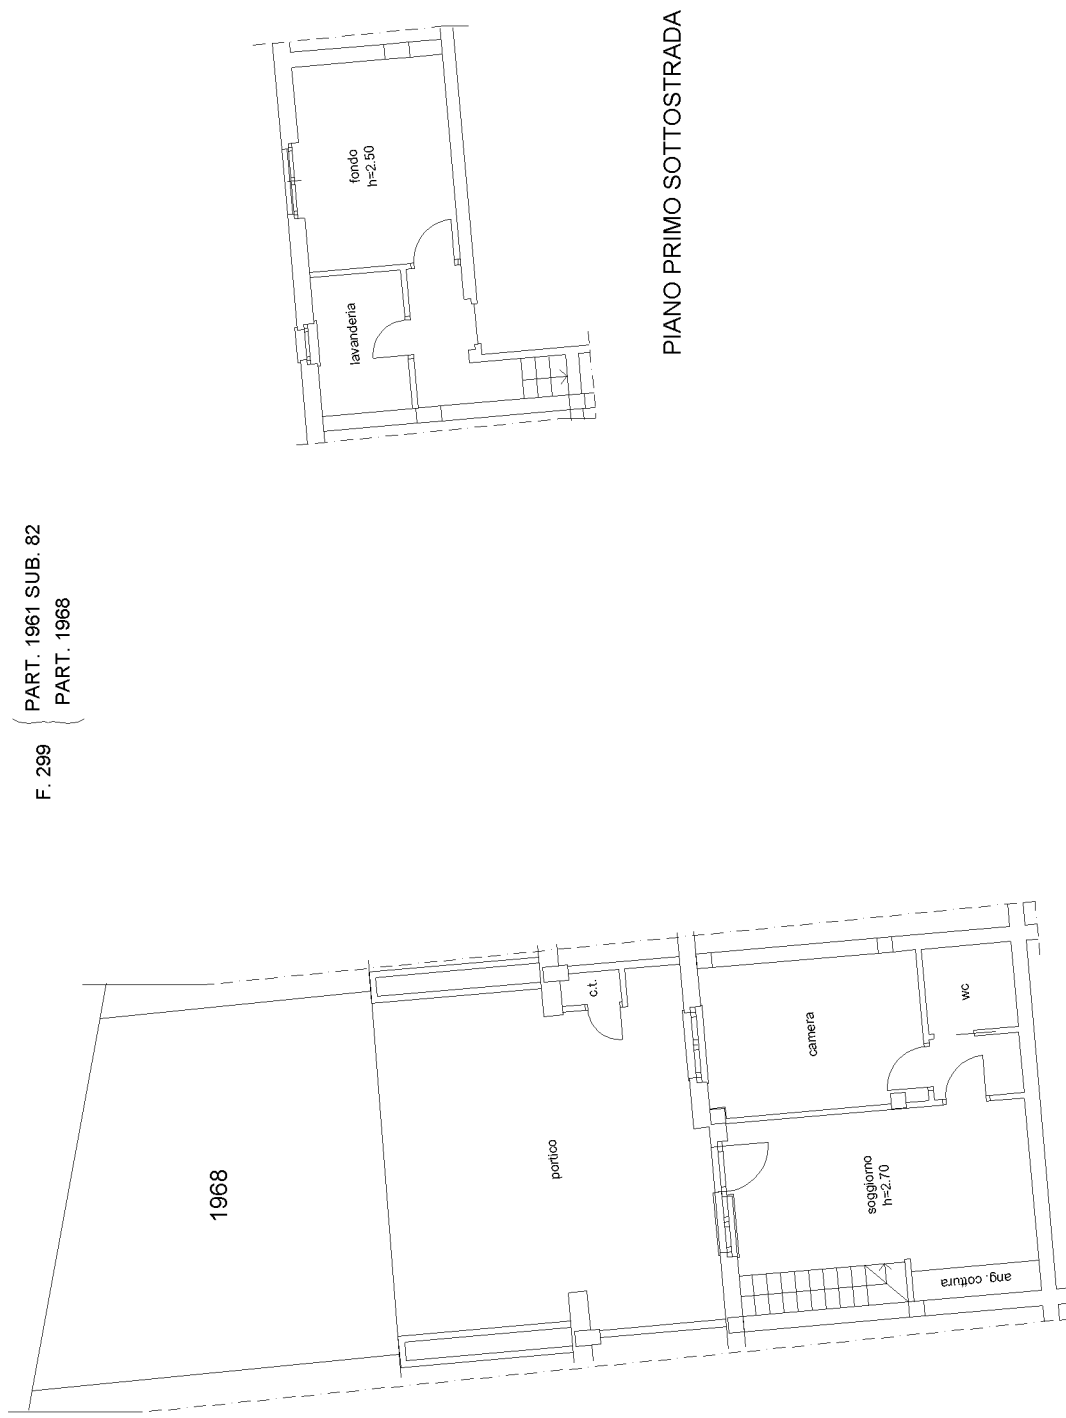 F. 299
PART. 1961 SUB. 82
PART. 1968
fondo
h=2.50
lavanderia
PIANO PRIMO SOTTOSTRADA
1968
portico
c.t.
camera
wc
soggiorno
h=2.70
ang. cottura